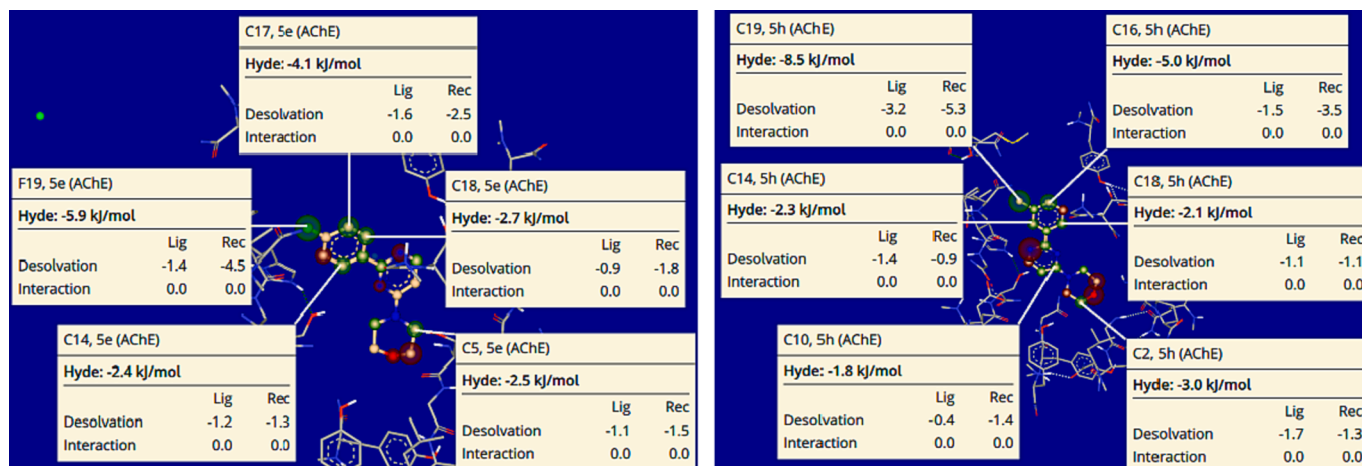 C17, 5e (AChE)
Hyde: -4.1 kJ/mol
Lig Rec
Desolvation -1.6 -2.5
Interaction 0.0 0.0
F19, 5e (AChE)
Hyde: -5.9 kJ/mol
Lig Rec
Desolvation -1.4 -4.5
Interaction 0.0 0.0
C18, 5e (AChE)
Hyde: -2.7 kJ/mol
Lig Rec
Desolvation -0.9 -1.8
Interaction 0.0 0.0
C14, 5e (AChE)
Hyde: -2.4 kJ/mol
Lig Rec
Desolvation -1.2 -1.3
Interaction 0.0 0.0
C5, 5e (AChE)
Hyde: -2.5 kJ/mol
Lig Rec
Desolvation -1.1 -1.5
Interaction 0.0 0.0
C19, 5h (AChE)
Hyde: -8.5 kJ/mol
Lig Rec
Desolvation -3.2 -5.3
Interaction 0.0 0.0
C16, 5h (AChE)
Hyde: -5.0 kJ/mol
Lig Rec
Desolvation -1.5 -3.5
Interaction 0.0 0.0
C14, 5h (AChE)
Hyde: -2.3 kJ/mol
Lig Rec
Desolvation -1.4 -0.9
Interaction 0.0 0.0
C18, 5h (AChE)
Hyde: -2.1 kJ/mol
Lig Rec
Desolvation -1.1 -1.1
Interaction 0.0 0.0
C10, 5h (AChE)
Hyde: -1.8 kJ/mol
Lig Rec
Desolvation -0.4 -1.4
Interaction 0.0 0.0
C2, 5h (AChE)
Hyde: -3.0 kJ/mol
Lig Rec
Desolvation -1.7 -1.3
Interaction 0.0 0.0